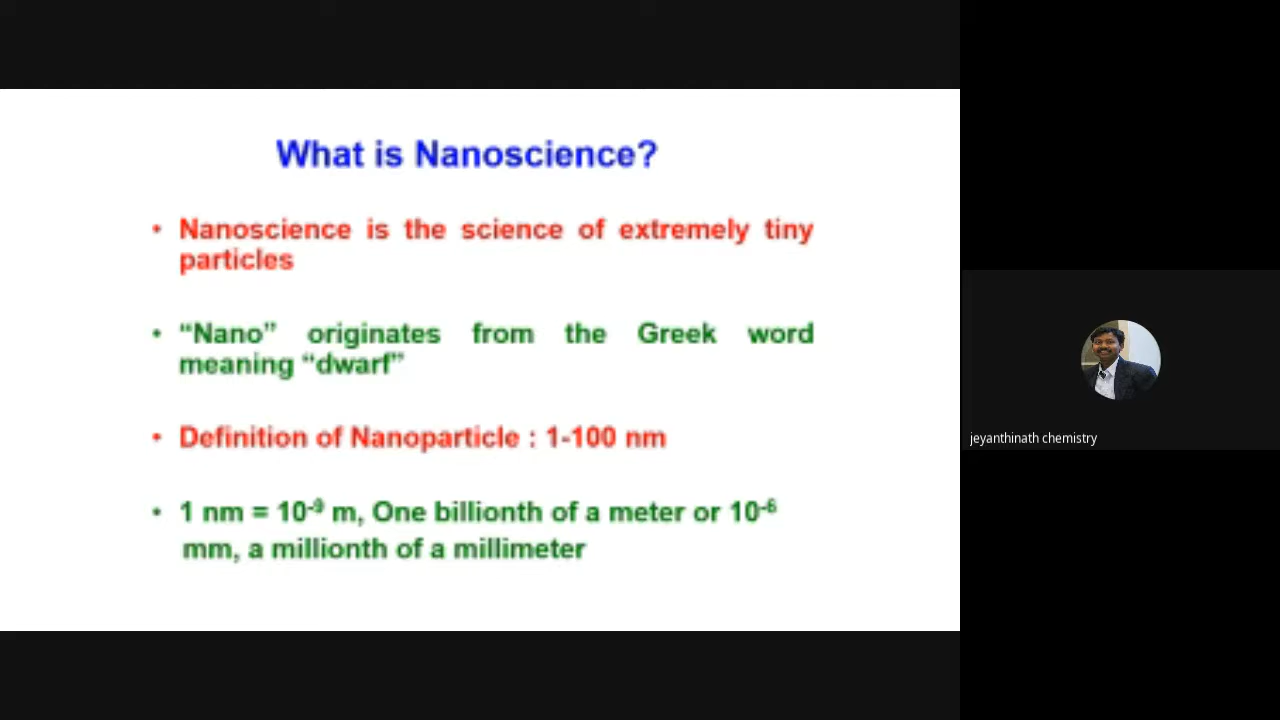 What is Nanoscience?
• Nanoscience is the science of extremely tiny
particles
• “Nano” originates from the Greek word
meaning “dwarf”
• Definition of Nanoparticle : 1-100 nm
• 1 nm = 10⁻⁹ m, One billionth of a meter or 10⁻⁶
mm, a millionth of a millimeter
jeyanthinath chemistry